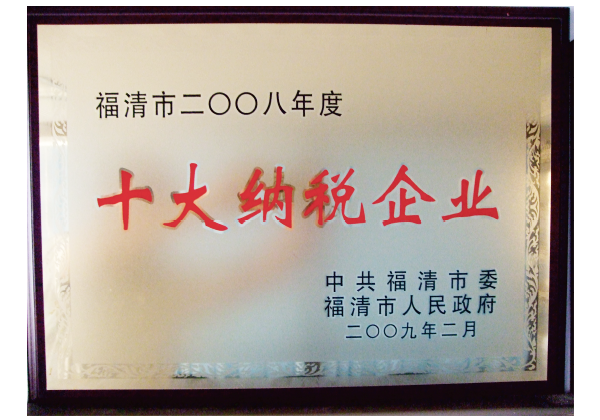 福清市二〇〇八年度
十大纳税企业
中共福清市委
福清市人民政府
二〇〇九年二月